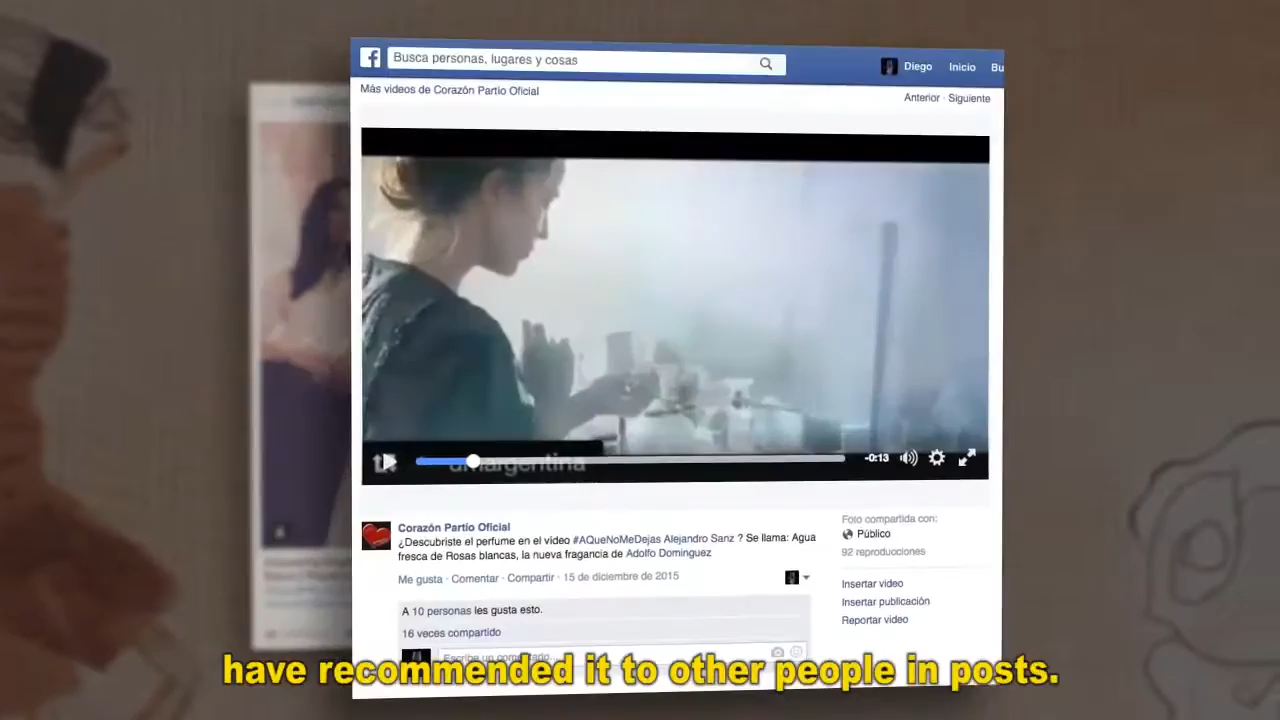 Busca personas, lugares y cosas
Diego Inicio Bu
Más videos de Corazón Partío Oficial
Anterior · Siguiente
-0:13
Corazón Partío Oficial
¿Descubriste el perfume en el video #AQueNoMeDejas Alejandro Sanz ? Se llama: Agua
fresca de Rosas blancas, la nueva fragancia de Adolfo Dominguez
Me gusta · Comentar · Compartir · 15 de diciembre de 2015
A 10 personas les gusta esto.
16 veces compartido
Escribe un comentario...
Foto compartida con:
Público
92 reproducciones
Insertar video
Insertar publicación
Reportar video
have recommended it to other people in posts.